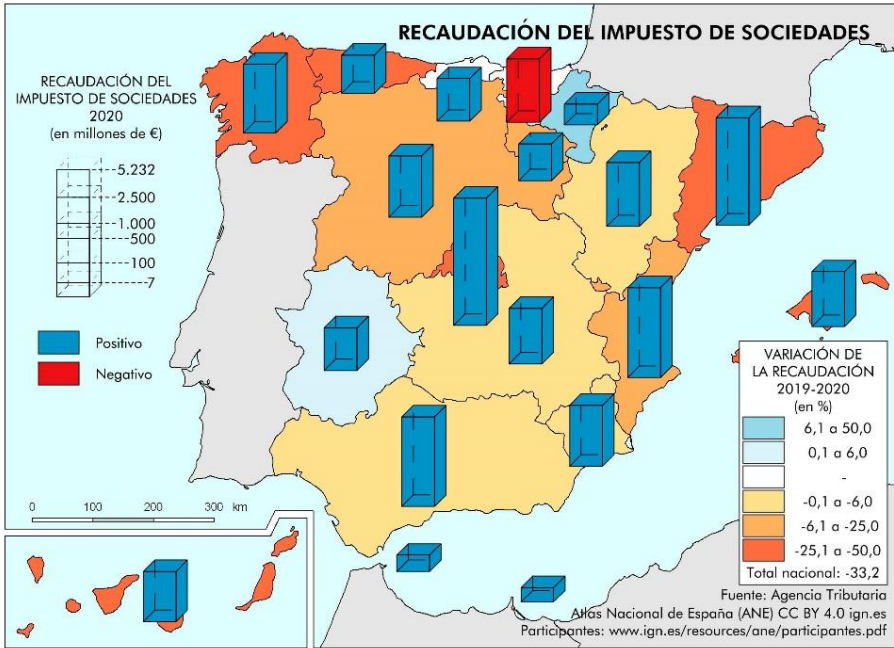 RECAUDACIÓN DEL IMPUESTO DE SOCIEDADES
RECAUDACIÓN DEL
IMPUESTO DE SOCIEDADES
2020
(en millones de €)
5.232
2.500
1.000
500
100
7
Positivo
Negativo
0 100 200 300 km
VARIACIÓN DE
LA RECAUDACIÓN
2019-2020
(en %)
6,1 a 50,0
0,1 a 6,0
-
-0,1 a -6,0
-6,1 a -25,0
-25,1 a -50,0
Total nacional: -33,2
Fuente: Agencia Tributaria
Atlas Nacional de España (ANE) CC BY 4.0 ign.es
Participantes: www.ign.es/resources/ane/participantes.pdf